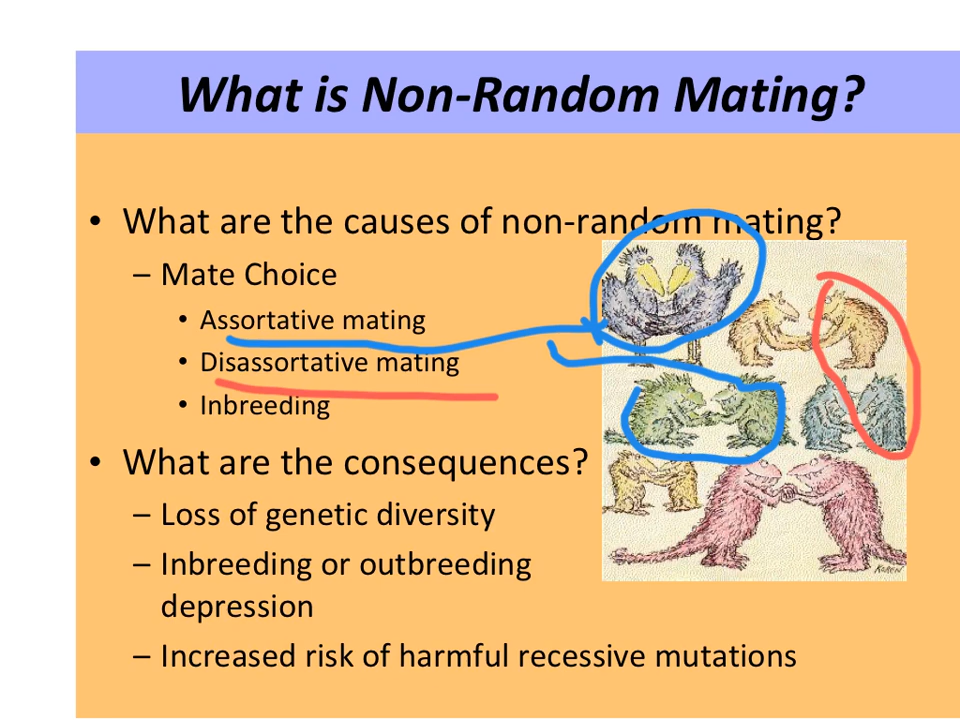 What is Non-Random Mating?
• What are the causes of non-random mating?
– Mate Choice
• Assortative mating
• Disassortative mating
• Inbreeding
• What are the consequences?
– Loss of genetic diversity
– Inbreeding or outbreeding
depression
– Increased risk of harmful recessive mutations
KOREN